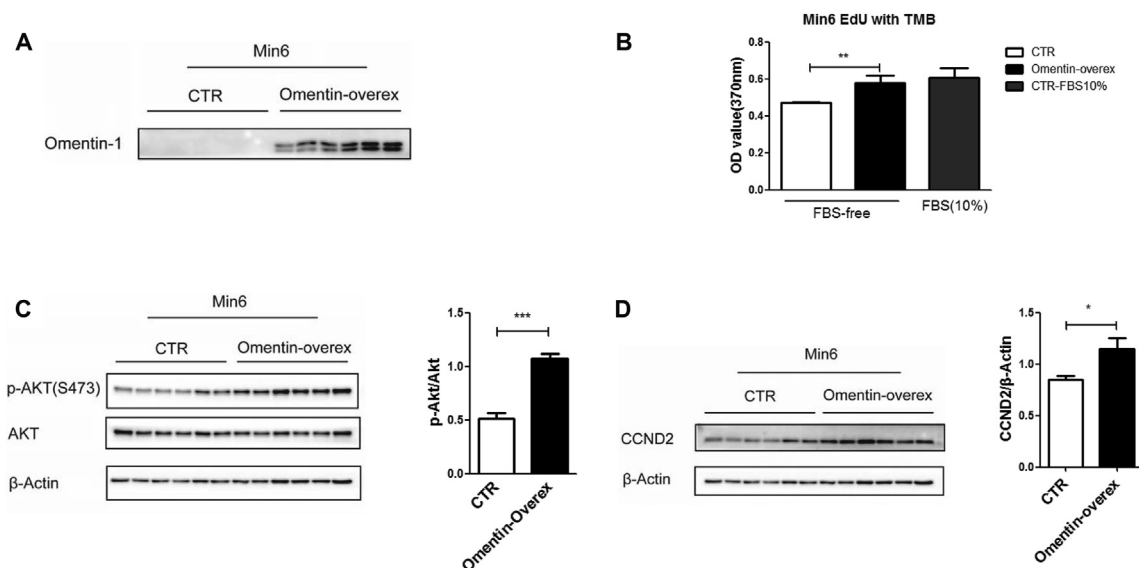 A
Min6
CTR Omentin-overex
Omentin-1
B
Min6 EdU with TMB
OD value(370nm)
0.8
0.6
0.4
0.2
0.0
**
FBS-free FBS(10%)
CTR
Omentin-overex
CTR-FBS10%
C
Min6
CTR Omentin-overex
p-AKT(S473)
AKT
β-Actin
p-Akt/Akt
1.5
1.0
0.5
0.0
***
CTR
Omentin-Overex
D
Min6
CTR Omentin-overex
CCND2
β-Actin
CCND2/β-Actin
1.5
1.0
0.5
0.0
*
CTR
Omentin-overex